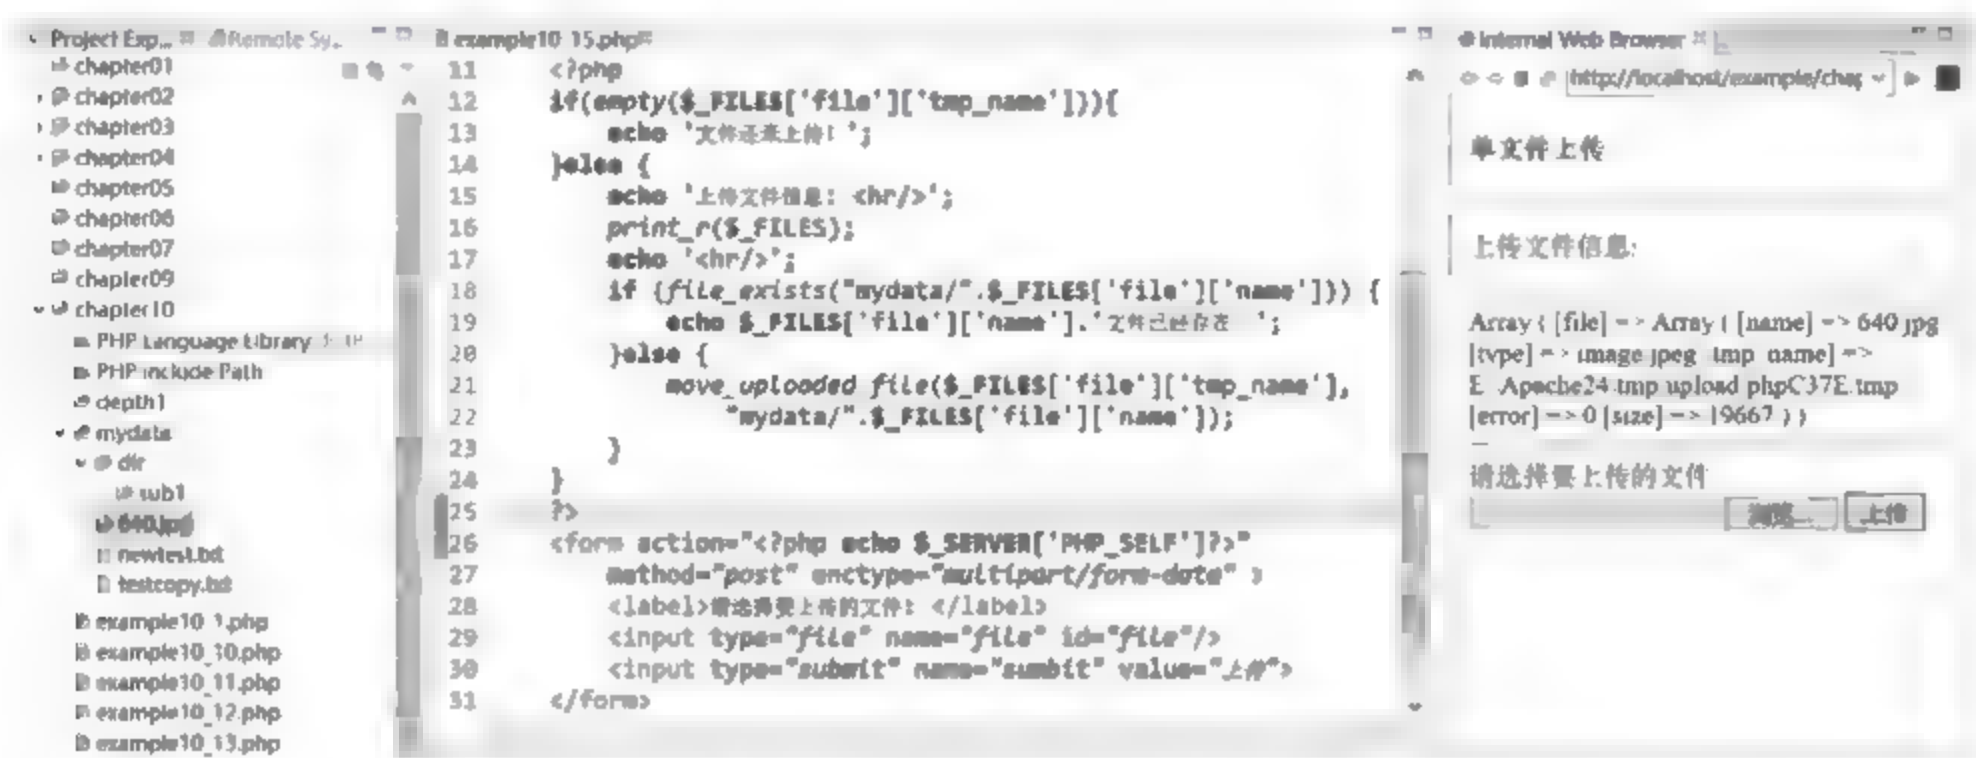 Project Exp...
Remote Sy..
chapter01
chapter02
chapter03
chapter04
chapter05
chapter06
chapter07
chapter09
chapter10
PHP Language Library
PHP include Path
depth1
mydata
dir
sub1
640.jpg
newtest.txt
testcopy.txt
example10_1.php
example10_10.php
example10_11.php
example10_12.php
example10_13.php
example10_15.php
11 <?php
12 if(empty($_FILES['file']['tmp_name'])){
13 echo '文件还未上传!';
14 }else {
15 echo '上传文件信息: <hr/>';
16 print_r($_FILES);
17 echo '<hr/>';
18 if (file_exists("mydata/".$_FILES['file']['name'])) {
19 echo $_FILES['file']['name'].'文件已经存在 ';
20 }else {
21 move_uploaded_file($_FILES['file']['tmp_name'],
22 "mydata/".$_FILES['file']['name']);
23 }
24 }
25 ?>
26 <form action="<?php echo $_SERVER['PHP_SELF']?>"
27 method="post" enctype="multipart/form-data" >
28 <label>请选择要上传的文件: </label>
29 <input type="file" name="file" id="file"/>
30 <input type="submit" name="sumbit" value="上传">
31 </form>
Internal Web Browser
http://localhost/example/chap
单文件上传
上传文件信息:
Array ( [file] => Array ( [name] => 640 jpg
[type] => image jpeg tmp name] =>
E Apache24 tmp upload phpC37E.tmp
[error] => 0 [size] => 19667 ) )
请选择要上传的文件
浏览...
上传